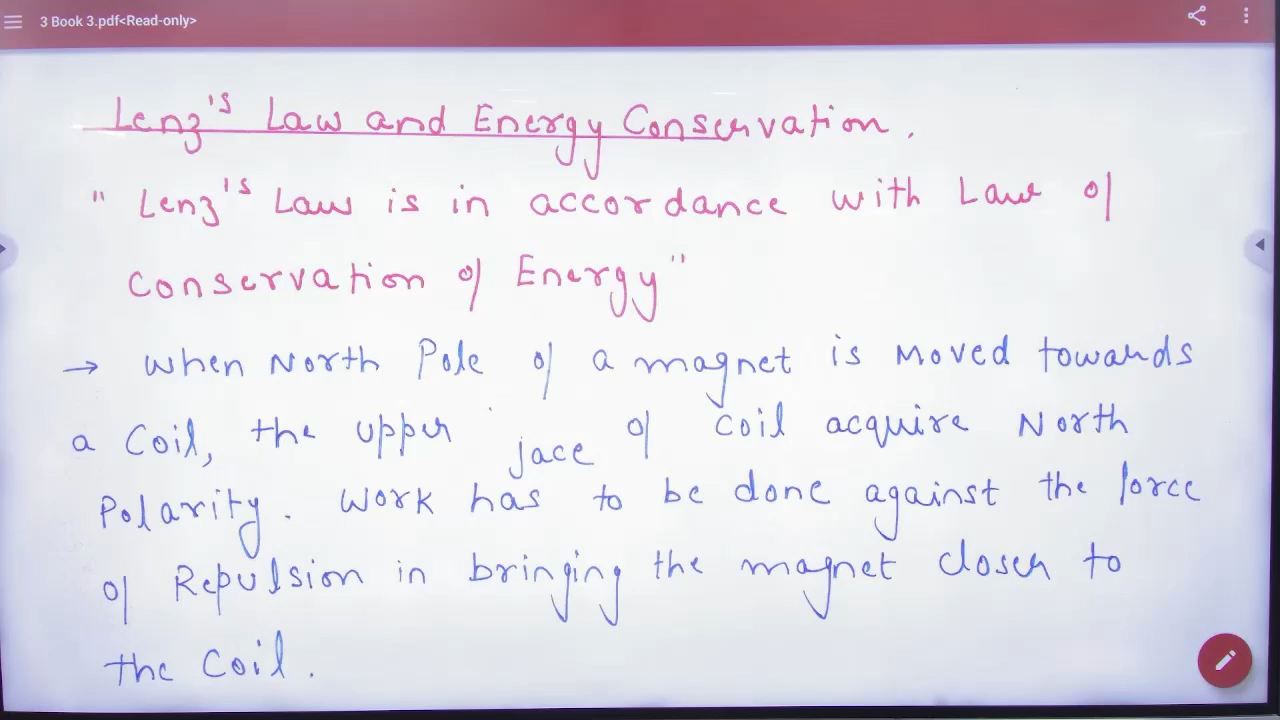 3 Book 3.pdf<Read-only>
Lenz's Law and Energy Conservation.
" Lenz's Law is in accordance with Law of
Conservation of Energy"
→ When North Pole of a magnet is moved towards
a Coil, the upper face of coil acquire North
Polarity. Work has to be done against the force
of Repulsion in bringing the magnet closer to
the Coil.